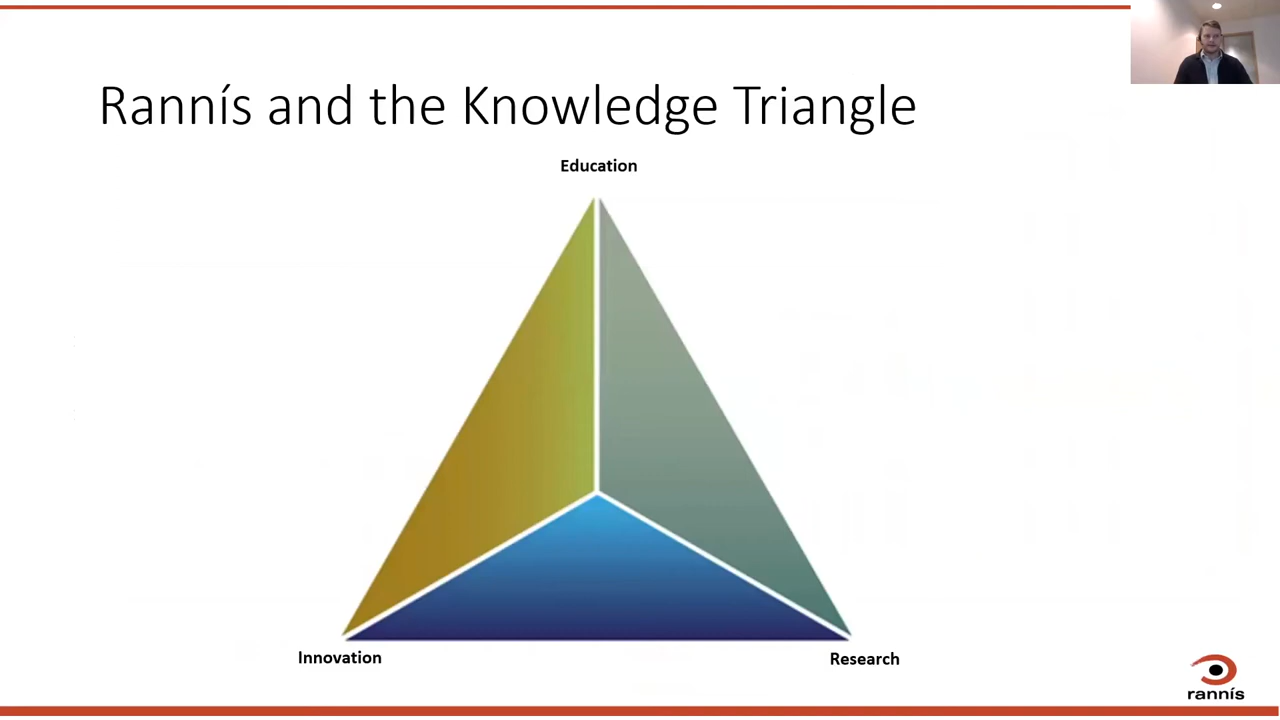 Rannís and the Knowledge Triangle
Education
Innovation
Research
rannís